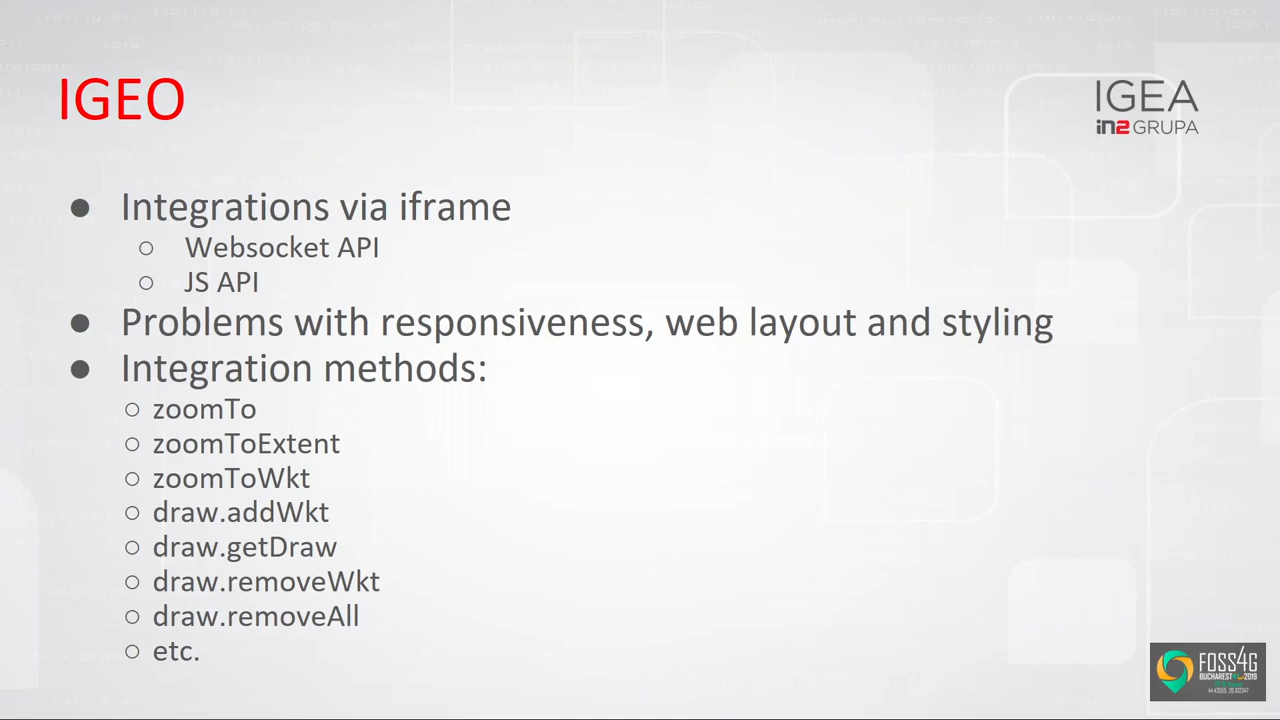 IGEO
IGEA
in2 GRUPA
● Integrations via iframe
○ Websocket API
○ JS API
● Problems with responsiveness, web layout and styling
● Integration methods:
○ zoomTo
○ zoomToExtent
○ zoomToWkt
○ draw.addWkt
○ draw.getDraw
○ draw.removeWkt
○ draw.removeAll
○ etc.
FOSS4G
BUCHAREST 2019